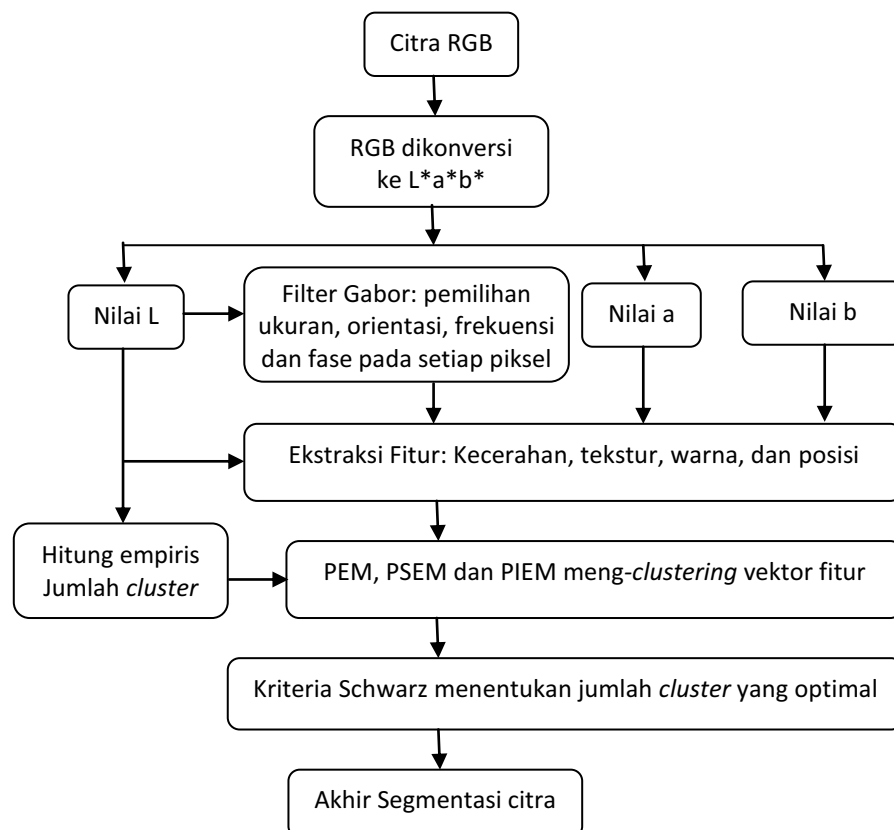 Citra RGB
RGB dikonversi
ke L*a*b*
Nilai L
Filter Gabor: pemilihan
ukuran, orientasi, frekuensi
dan fase pada setiap piksel
Nilai a
Nilai b
Ekstraksi Fitur: Kecerahan, tekstur, warna, dan posisi
Hitung empiris
Jumlah cluster
PEM, PSEM dan PIEM meng-clustering vektor fitur
Kriteria Schwarz menentukan jumlah cluster yang optimal
Akhir Segmentasi citra